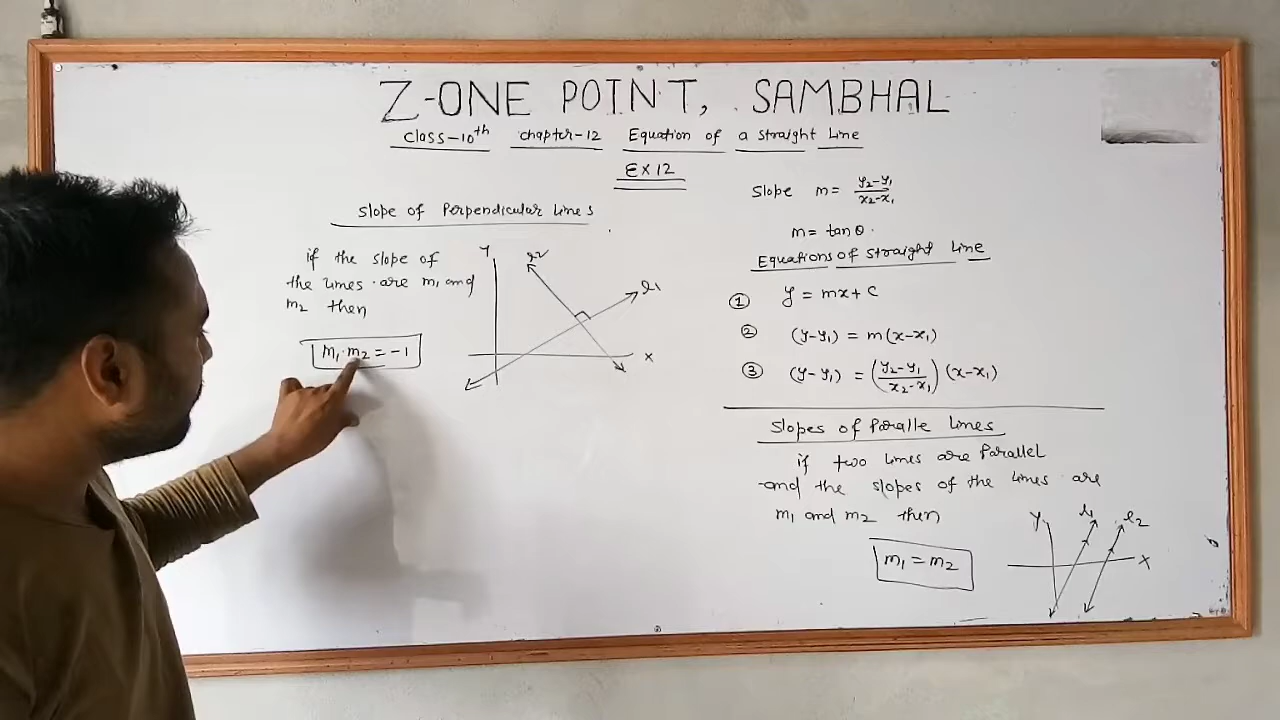 Z-ONE POINT, SAMBHAL
Class-10th chapter-12 Equation of a straight Line
EX 12
Slope of Perpendicular Lines
if the slope of
the lines are m₁ and
m₂ then
m₁·m₂ = -1
Y
l2
l1
X
Slope m = y₂-y₁/x₂-x₁
m = tan θ
Equations of straight Line
① y = mx + c
② (y-y₁) = m(x-x₁)
③ (y-y₁) = (y₂-y₁/x₂-x₁) (x-x₁)
Slopes of Paralle Lines
if two lines are Parallel
and the slopes of the lines are
m₁ and m₂ then
m₁ = m₂
Y
l1
l2
X